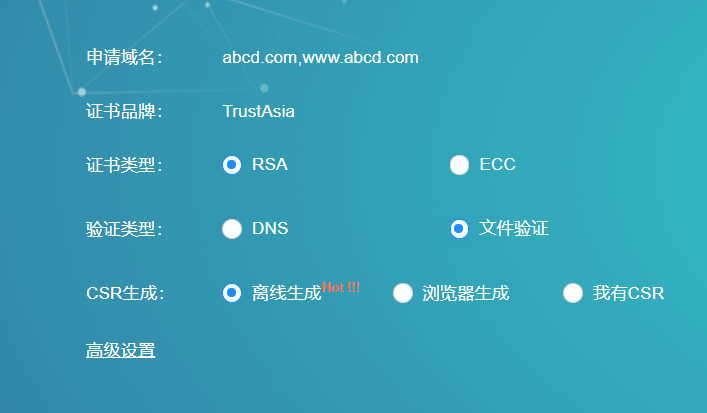 申请域名: abcd.com,www.abcd.com
证书品牌: TrustAsia
证书类型: RSA ECC
验证类型: DNS 文件验证
CSR生成: 离线生成Hot !!! 浏览器生成 我有CSR
高级设置